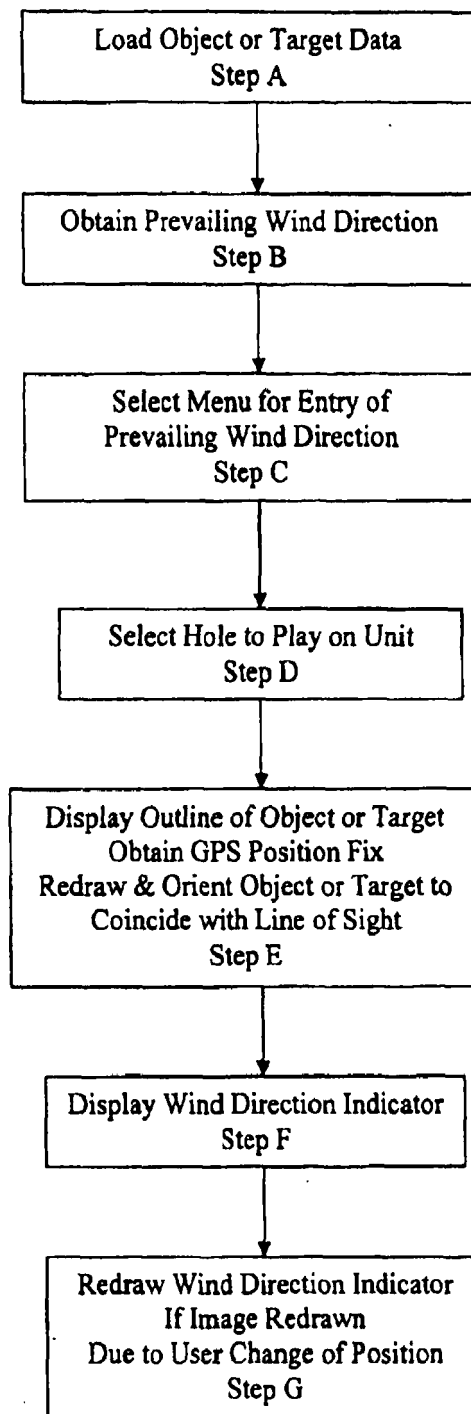 Load Object or Target Data
Step A
Obtain Prevailing Wind Direction
Step B
Select Menu for Entry of
Prevailing Wind Direction
Step C
Select Hole to Play on Unit
Step D
Display Outline of Object or Target
Obtain GPS Position Fix
Redraw & Orient Object or Target to
Coincide with Line of Sight
Step E
Display Wind Direction Indicator
Step F
Redraw Wind Direction Indicator
If Image Redrawn
Due to User Change of Position
Step G